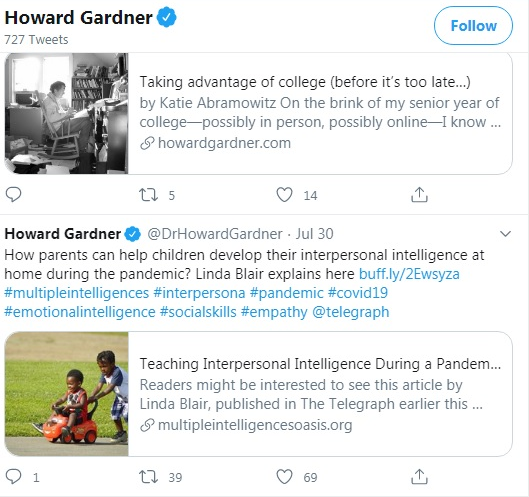 Howard Gardner
727 Tweets
Follow
Taking advantage of college (before it's too late...)
by Katie Abramowitz On the brink of my senior year of
college—possibly in person, possibly online—I know ...
howardgardner.com
5
14
Howard Gardner @DrHowardGardner · Jul 30
How parents can help children develop their interpersonal intelligence at
home during the pandemic? Linda Blair explains here buff.ly/2Ewsyza
#multipleintelligences #interpersona #pandemic #covid19
#emotionalintelligence #socialskills #empathy @telegraph
Teaching Interpersonal Intelligence During a Pandem...
Readers might be interested to see this article by
Linda Blair, published in The Telegraph earlier this ...
multipleintelligencesoasis.org
1
39
69